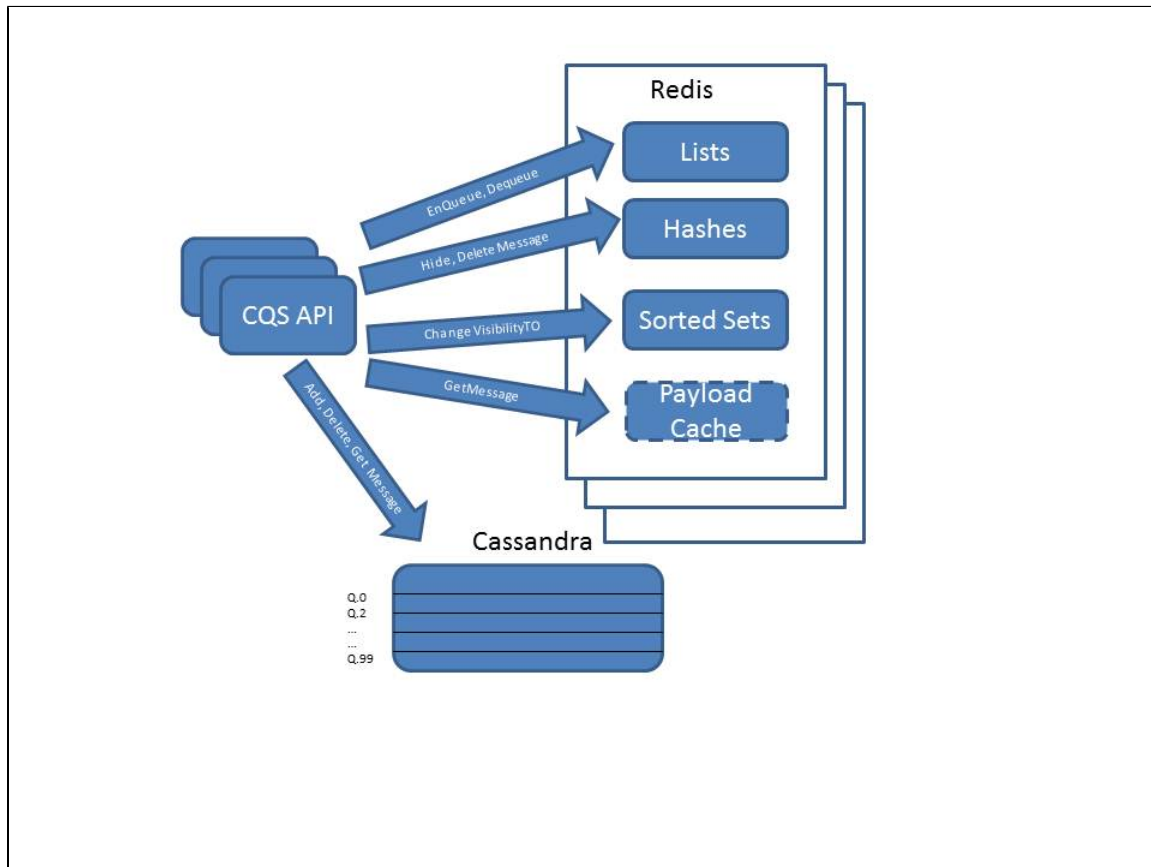 Redis
Lists
EnQueue, Dequeue
Hashes
Hide, Delete Message
CQS API
Sorted Sets
Change VisibilityTO
GetMessage
Payload
Cache
Add, Delete, Get Message
Cassandra
Q.0
Q.2
...
...
Q.99